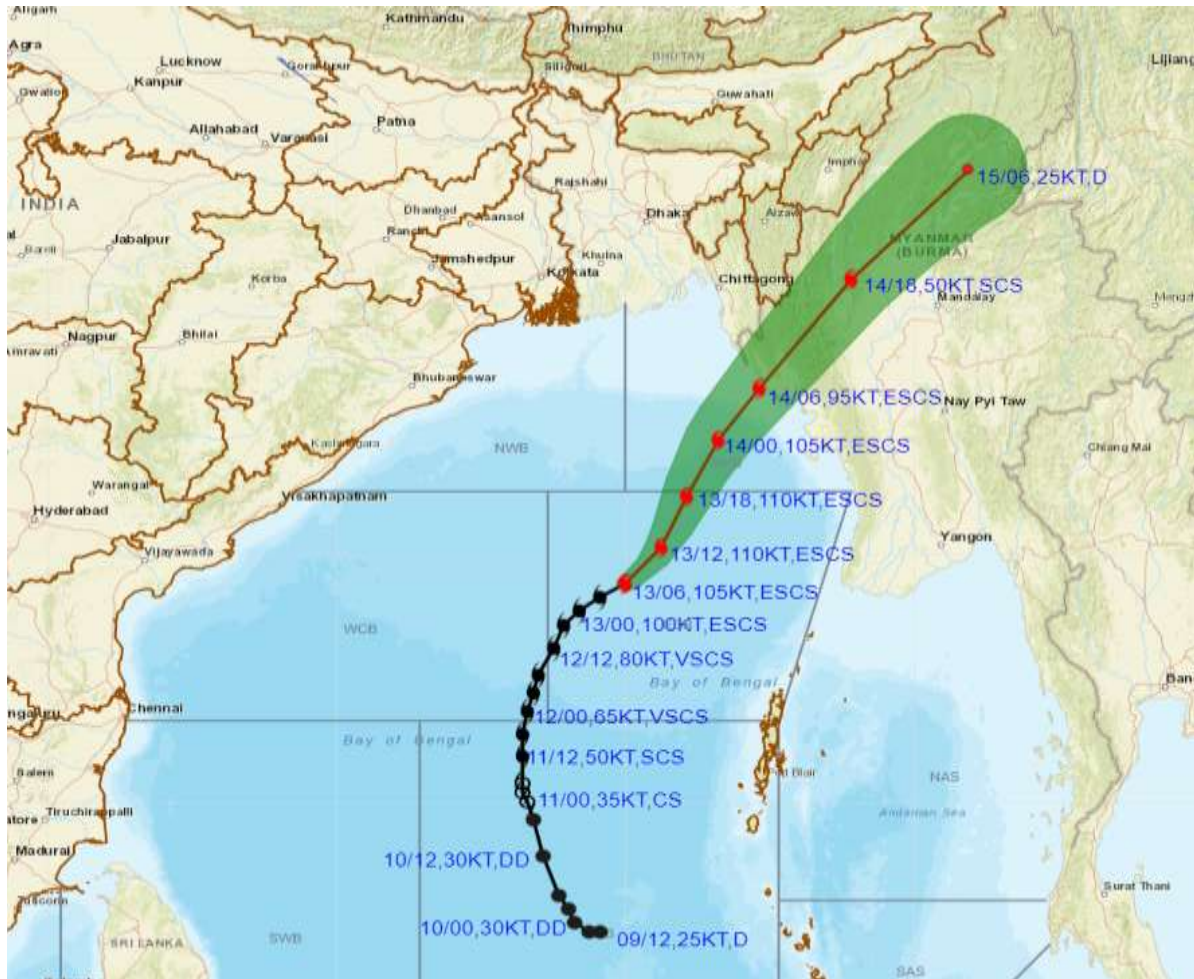 Aligarh
Kathmandu
Thimphu
Agra
Lucknow
Gorakhpur
BHUTAN
Siliguri
Lijiang
Kanpur
Guwahati
Patna
Allahabad
Varanasi
Imphal
15/06,25KT,D
Rajshahi
INDIA
Dhanbad
Asansol
Dhaka
Aizawl
Jabalpur
Ranchi
MYANMAR
(BURMA)
Khulna
Jamshedpur
Kolkata
Chittagong
14/18,50KT,SCS
Korba
Mandalay
Nagpur
Bhilai
Amravati
Bhubaneswar
14/06,95KT,ESCS
Nay Pyi Taw
NWB
14/00,105KT,ESCS
Chiang Mai
Warangal
Visakhapatnam
13/18,110KT,ESCS
Hyderabad
Yangon
Vijayawada
13/12,110KT,ESCS
13/06,105KT,ESCS
13/00,100KT,ESCS
WCB
12/12,80KT,VSCS
Bay of Bengal
Chennai
12/00,65KT,VSCS
Bay of Bengal
11/12,50KT,SCS
Salem
Port Blair
NAS
11/00,35KT,CS
Andaman Sea
Tiruchirappalli
Madurai
10/12,30KT,DD
Surat Thani
10/00,30KT,DD
09/12,25KT,D
SWB
SRI LANKA
SAS